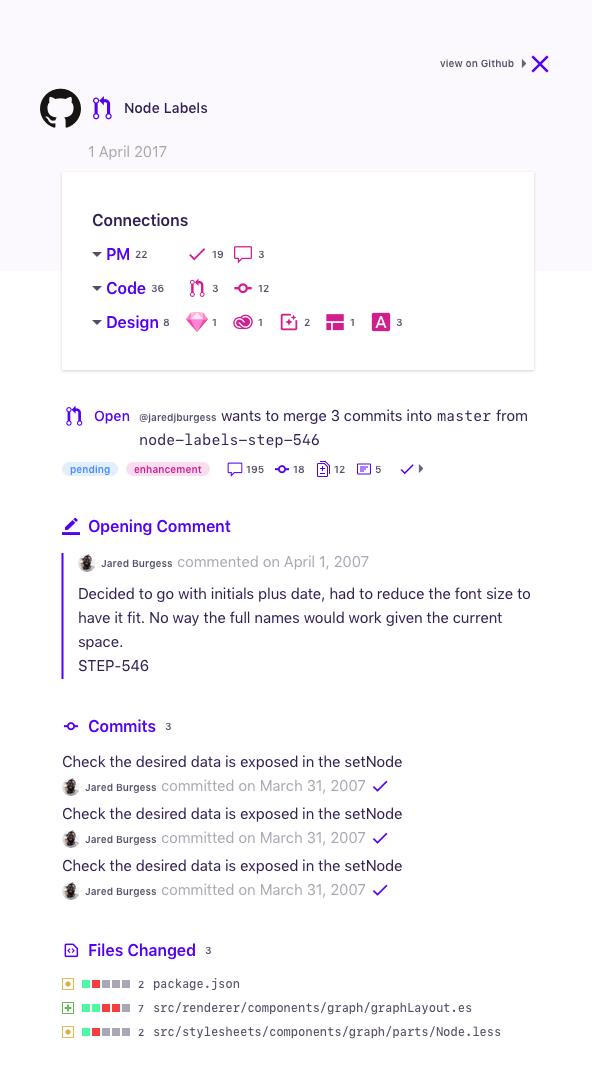 view on Github
Node Labels
1 April 2017
Connections
PM 22 19 3
Code 36 3 12
Design 8 1 1 2 1 A 3
Open @jaredjburgess wants to merge 3 commits into master from
node-labels-step-546
pending enhancement 195 18 12 5
Opening Comment
Jared Burgess commented on April 1, 2007
Decided to go with initials plus date, had to reduce the font size to
have it fit. No way the full names would work given the current
space.
STEP-546
Commits 3
Check the desired data is exposed in the setNode
Jared Burgess committed on March 31, 2007
Check the desired data is exposed in the setNode
Jared Burgess committed on March 31, 2007
Check the desired data is exposed in the setNode
Jared Burgess committed on March 31, 2007
Files Changed 3
2 package.json
7 src/renderer/components/graph/graphLayout.es
2 src/stylesheets/components/graph/parts/Node.less